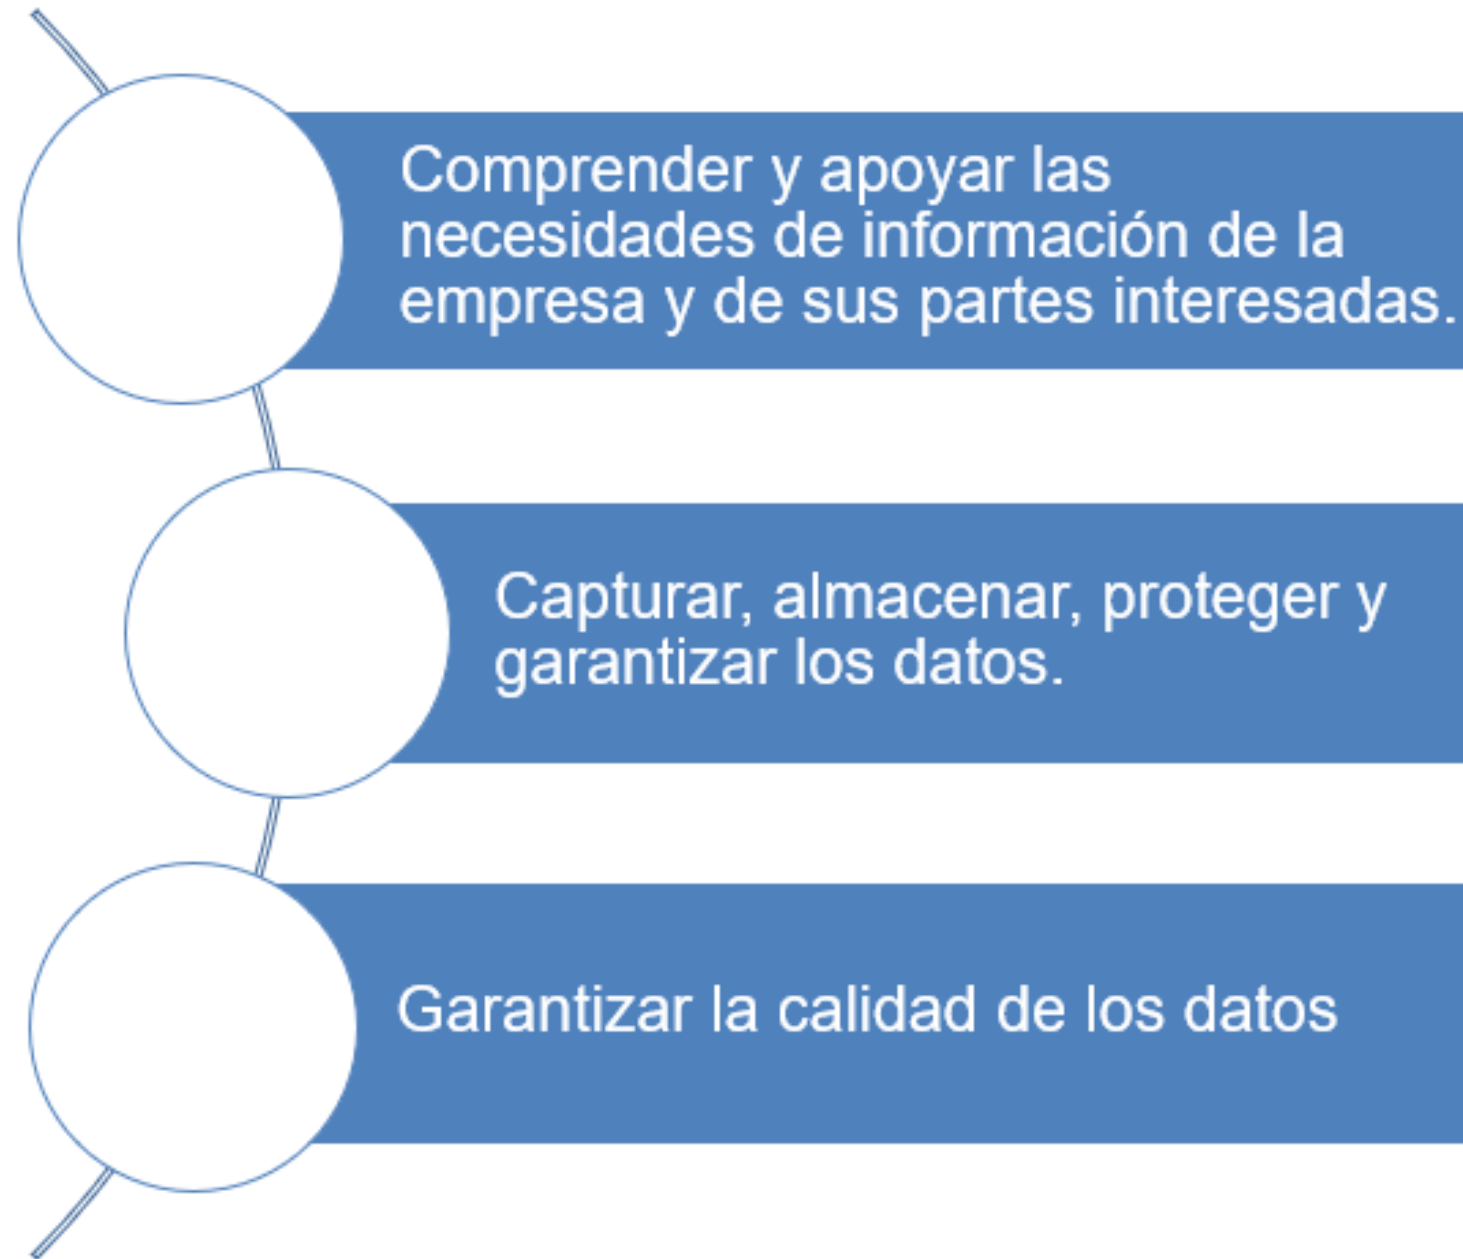 Comprender y apoyar las
necesidades de información de la
empresa y de sus partes interesadas.
Capturar, almacenar, proteger y
garantizar los datos.
Garantizar la calidad de los datos